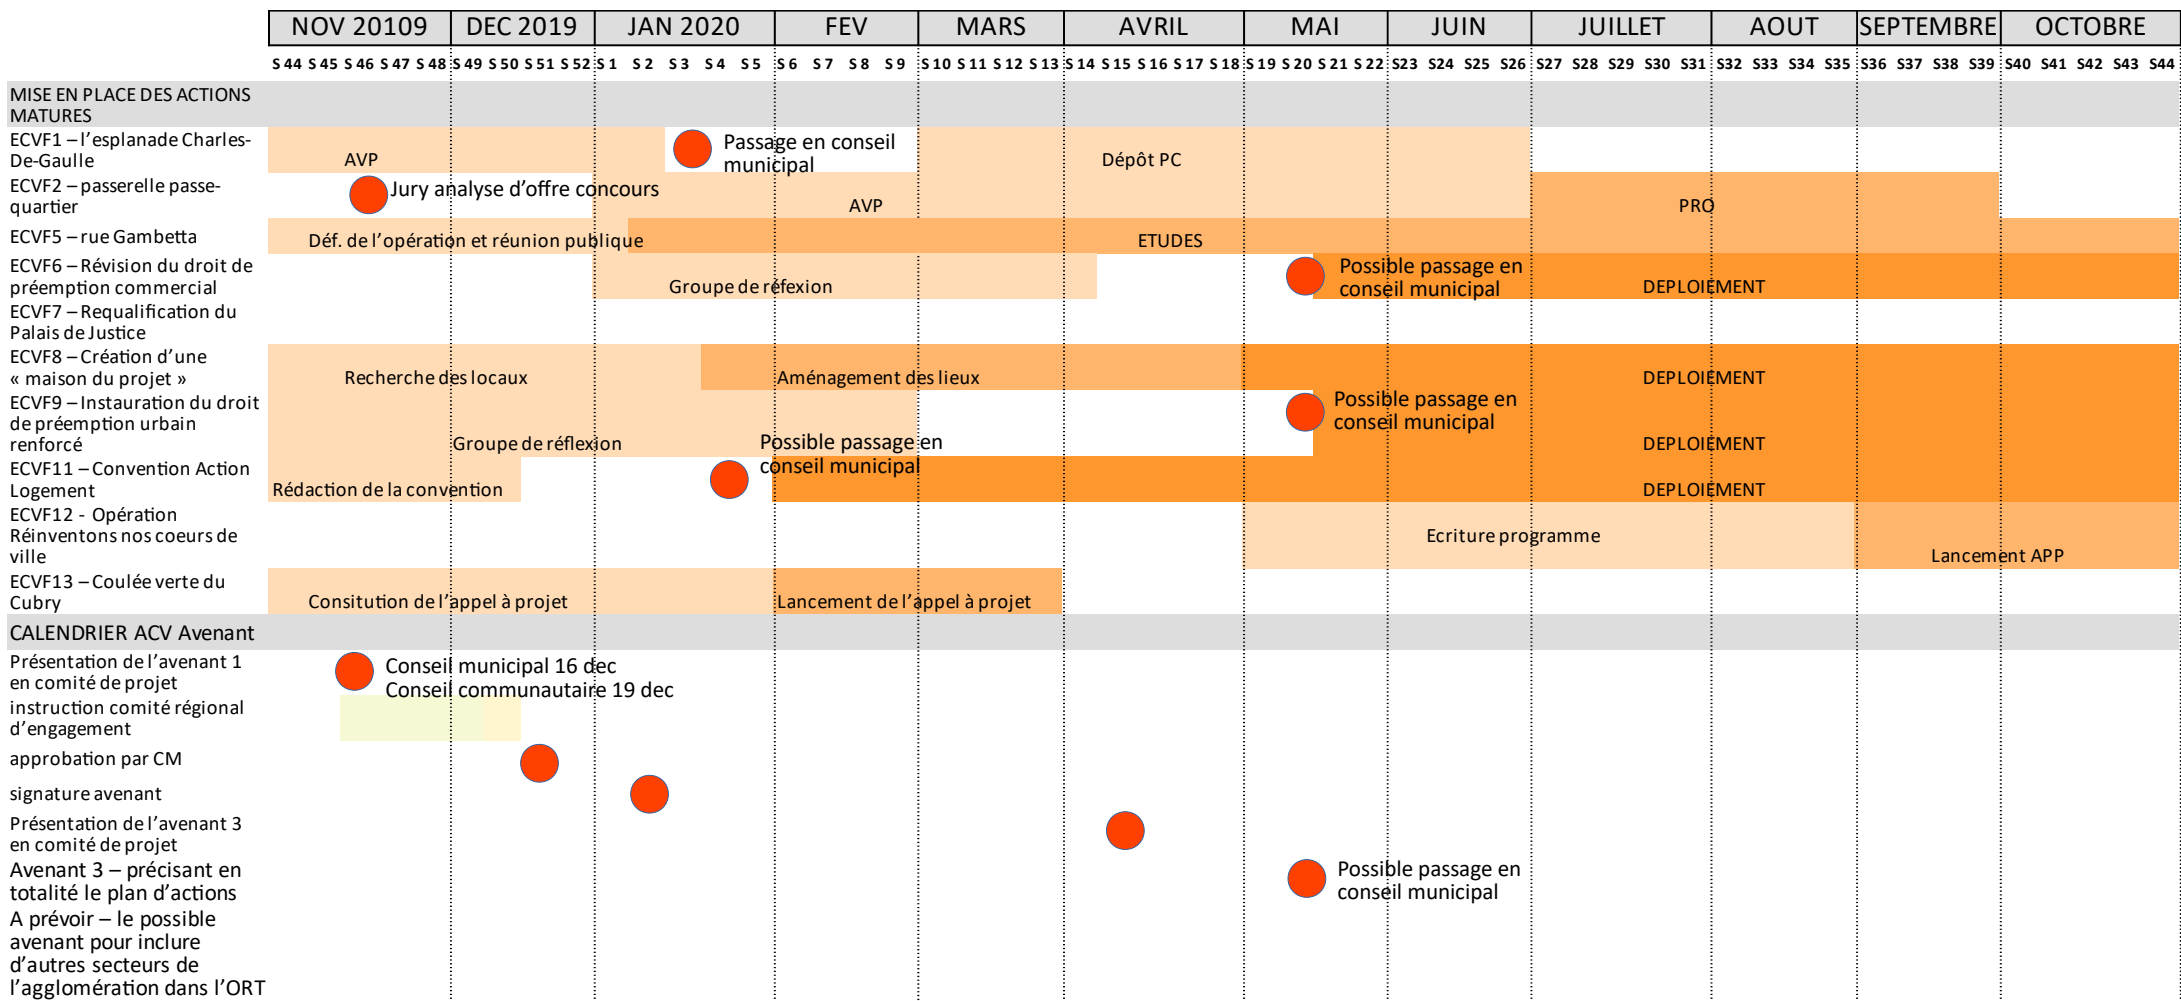 NOV 20109 DEC 2019 JAN 2020 FEV MARS AVRIL MAI JUIN JUILLET AOUT SEPTEMBRE OCTOBRE
S 44 S 45 S 46 S 47 S 48 S 49 S 50 S 51 S 52 S 1 S 2 S 3 S 4 S 5 S 6 S 7 S 8 S 9 S 10 S 11 S 12 S 13 S 14 S 15 S 16 S 17 S 18 S 19 S 20 S 21 S 22 S23 S24 S25 S26 S27 S28 S29 S30 S31 S32 S33 S34 S35 S36 S37 S38 S39 S40 S41 S42 S43 S44
MISE EN PLACE DES ACTIONS
MATURES
ECVF1 – l’esplanade Charles-
De-Gaulle
AVP
Passage en conseil
municipal
Dépôt PC
ECVF2 – passerelle passe-
quartier
Jury analyse d’offre concours
AVP
PRO
ECVF5 – rue Gambetta
Déf. de l’opération et réunion publique
ETUDES
ECVF6 – Révision du droit de
préemption commercial
Groupe de réfexion
Possible passage en
conseil municipal
DEPLOIEMENT
ECVF7 – Requalification du
Palais de Justice
ECVF8 – Création d’une
« maison du projet »
Recherche des locaux
Aménagement des lieux
DEPLOIEMENT
ECVF9 – Instauration du droit
de préemption urbain
renforcé
Groupe de réflexion
Possible passage en
conseil municipal
DEPLOIEMENT
ECVF11 – Convention Action
Logement
Rédaction de la convention
Possible passage en
conseil municipal
DEPLOIEMENT
ECVF12 - Opération
Réinventons nos coeurs de
ville
Ecriture programme
Lancement APP
ECVF13 – Coulée verte du
Cubry
Consitution de l’appel à projet
Lancement de l’appel à projet
CALENDRIER ACV Avenant
Présentation de l’avenant 1
en comité de projet
Conseil municipal 16 dec
Conseil communautaire 19 dec
instruction comité régional
d’engagement
approbation par CM
signature avenant
Présentation de l’avenant 3
en comité de projet
Avenant 3 – précisant en
totalité le plan d’actions
Possible passage en
conseil municipal
A prévoir – le possible
avenant pour inclure
d’autres secteurs de
l’agglomération dans l’ORT